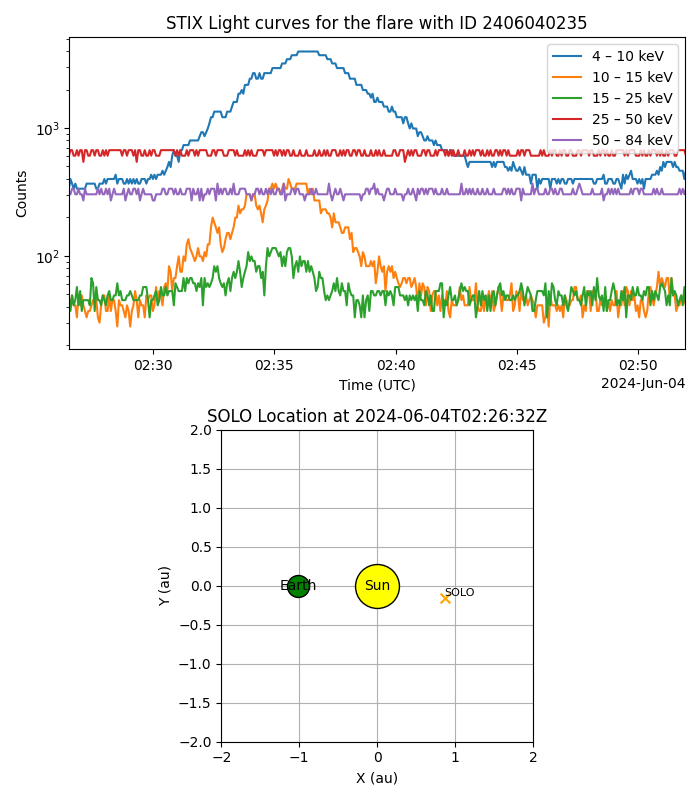 STIX Light curves for the flare with ID 2406040235
4 – 10 keV
10 – 15 keV
15 – 25 keV
25 – 50 keV
50 – 84 keV
10³
10²
Counts
02:30 02:35 02:40 02:45 02:50
Time (UTC)
2024-Jun-04
SOLO Location at 2024-06-04T02:26:32Z
2.0
1.5
1.0
0.5
0.0
−0.5
−1.0
−1.5
−2.0
Y (au)
Earth
Sun
SOLO
−2 −1 0 1 2
X (au)